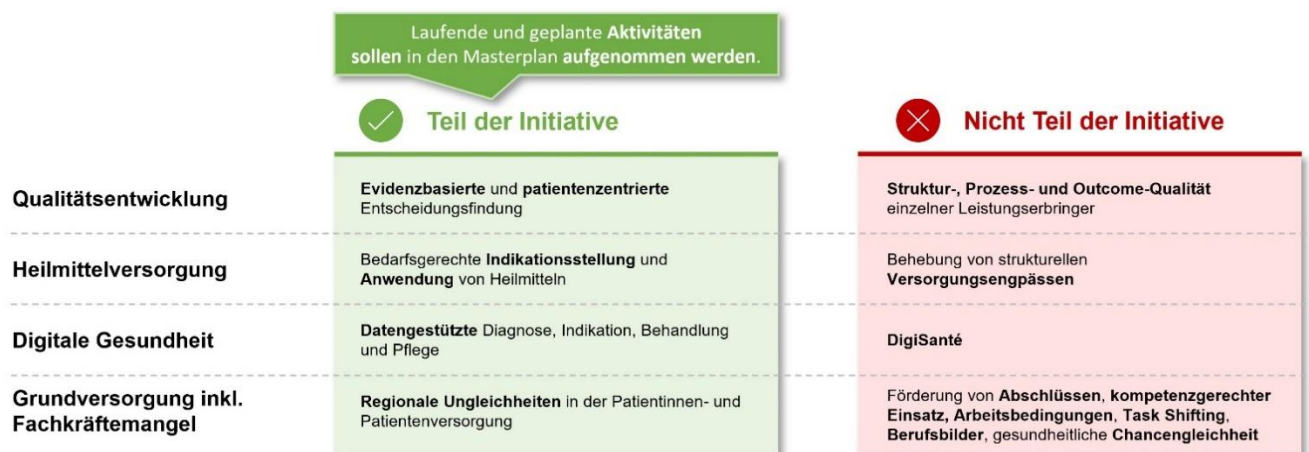 Laufende und geplante Aktivitäten
sollen in den Masterplan aufgenommen werden.
Teil der Initiative
Nicht Teil der Initiative
Qualitätsentwicklung
Evidenzbasierte und patientenzentrierte
Entscheidungsfindung
Struktur-, Prozess- und Outcome-Qualität
einzelner Leistungserbringer
Heilmittelversorgung
Bedarfsgerechte Indikationsstellung und
Anwendung von Heilmitteln
Behebung von strukturellen
Versorgungsengpässen
Digitale Gesundheit
Datengestützte Diagnose, Indikation, Behandlung
und Pflege
DigiSanté
Grundversorgung inkl.
Fachkräftemangel
Regionale Ungleichheiten in der Patientinnen- und
Patientenversorgung
Förderung von Abschlüssen, kompetenzgerechter
Einsatz, Arbeitsbedingungen, Task Shifting,
Berufsbilder, gesundheitliche Chancengleichheit